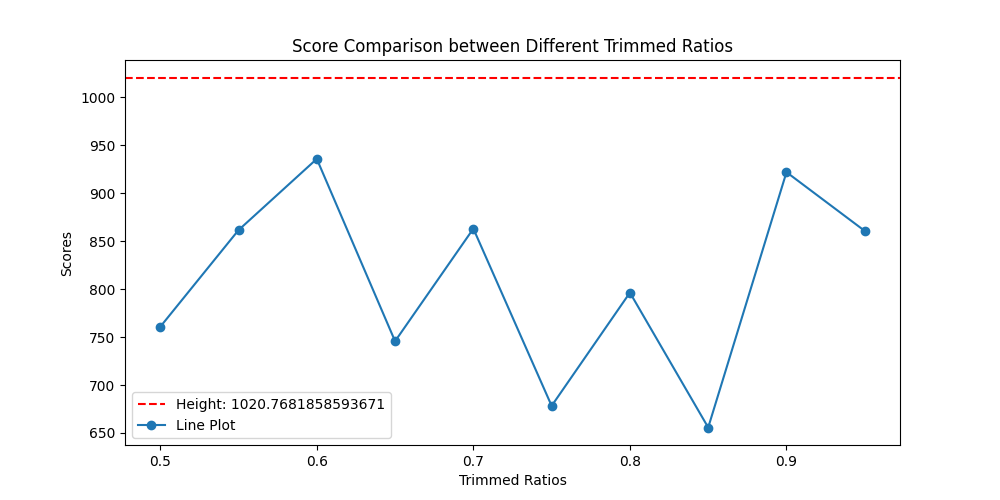 Score Comparison between Different Trimmed Ratios
Scores
1000
950
900
850
800
750
700
650
Height: 1020.7681858593671
Line Plot
0.5 0.6 0.7 0.8 0.9
Trimmed Ratios